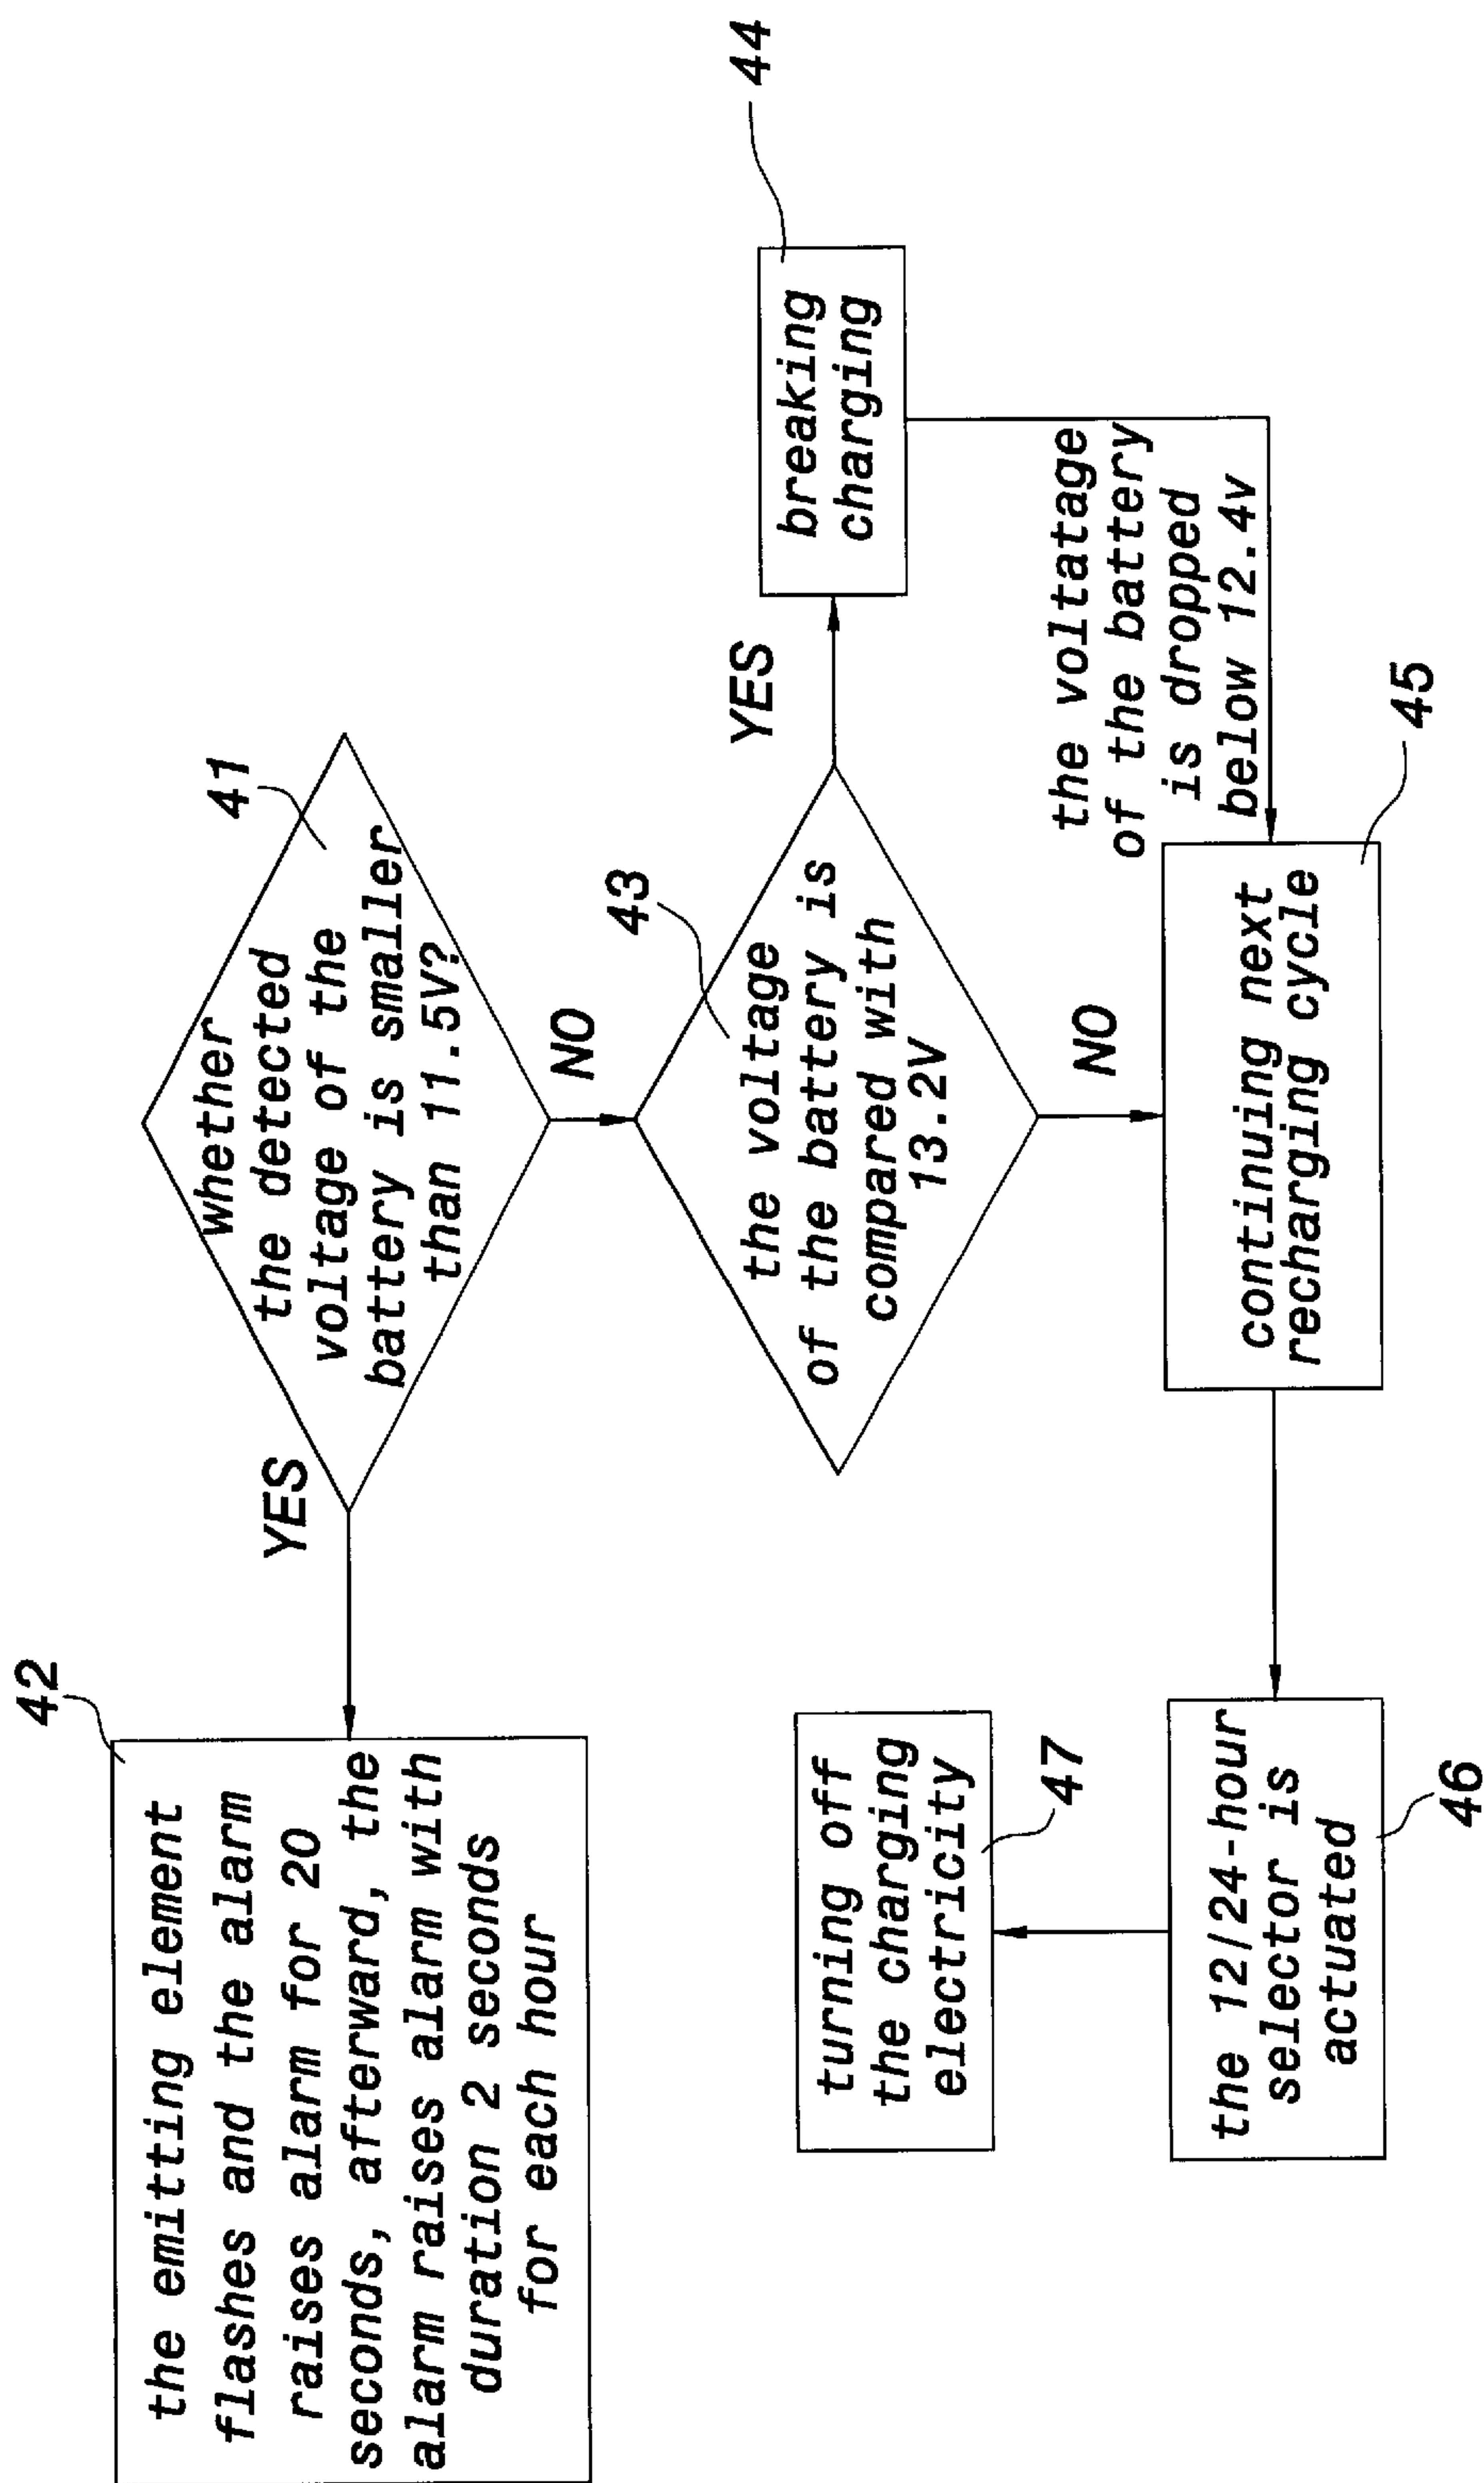 41
whether
the detected
voltage of the
battery is smaller
than 11.5V?
YES
42
the emitting element
flashes and the alarm
raises alarm for 20
seconds, afterward, the
alarm raises alarm with
duration 2 seconds
for each hour
NO
43
the voltage
of the battery is
compared with
13.2V
YES
44
breaking
charging
the voltatage
of the battery
is dropped
below 12.4v
NO
45
continuing next
recharging cycle
the 12/24-hour
selector is
actuated
46
turning off
the charging
electricity
47